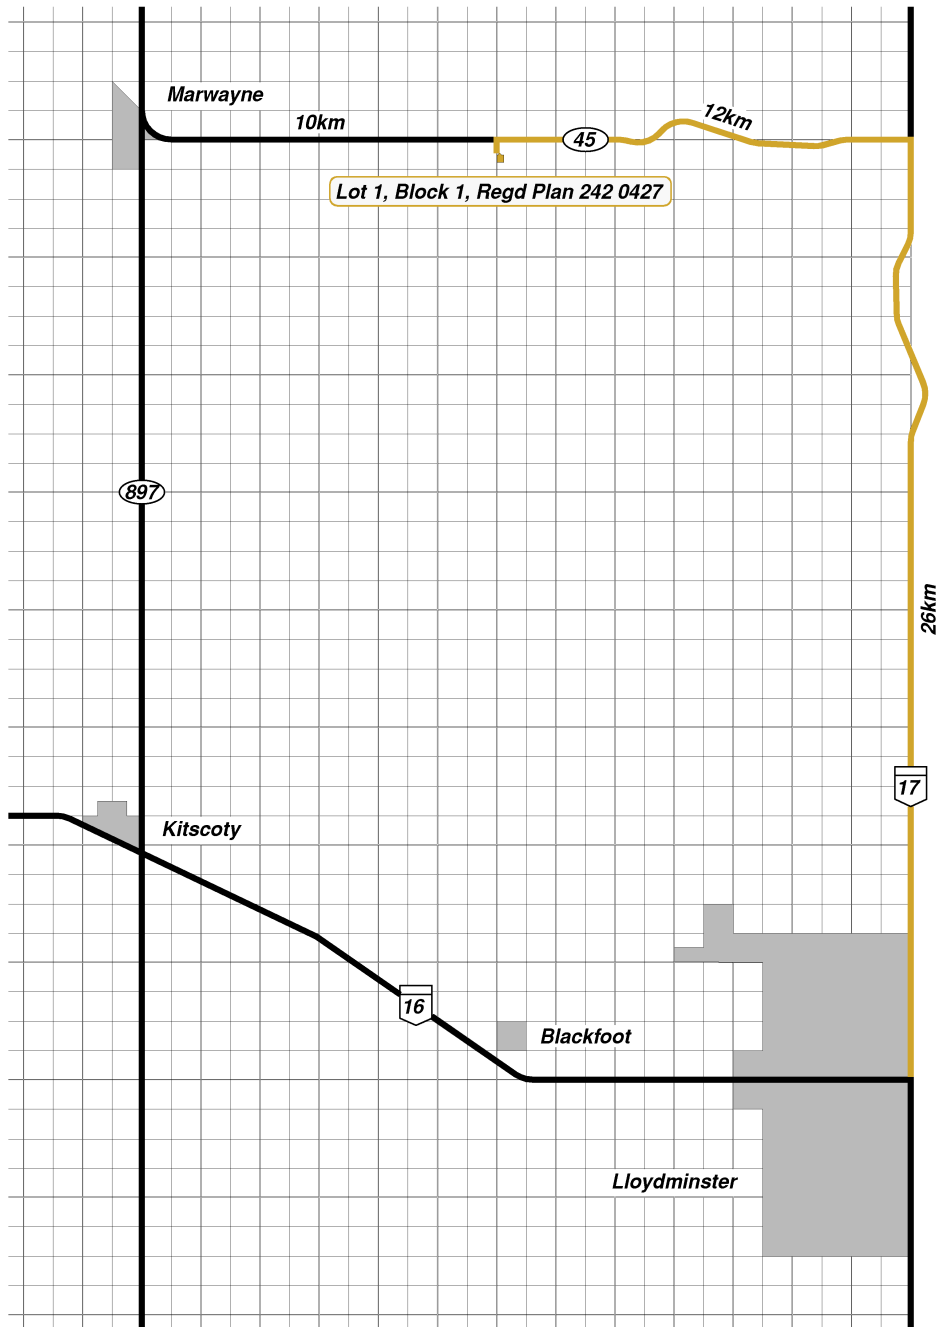 Marwayne
10km
12km
45
Lot 1, Block 1, Regd Plan 242 0427
897
26km
17
Kitscoty
16
Blackfoot
Lloydminster